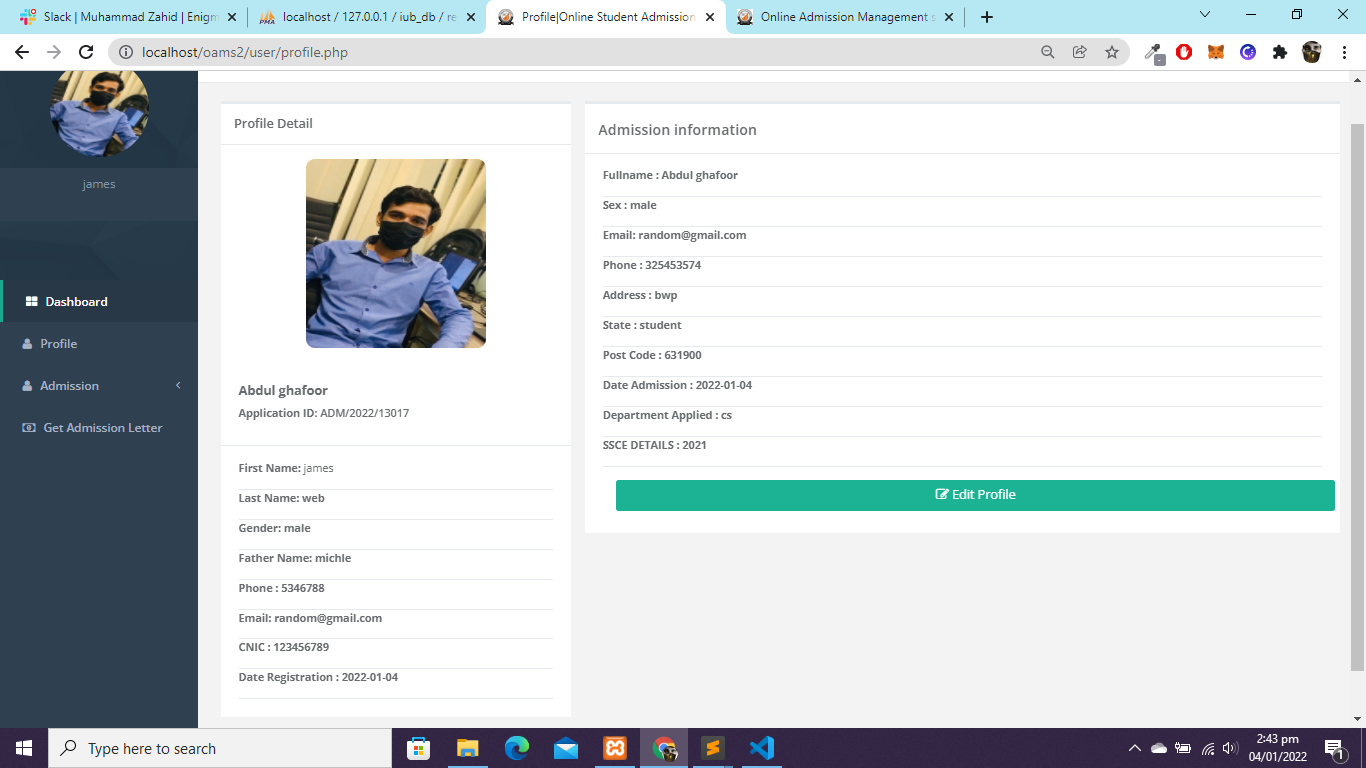 Slack | Muhammad Zahid | Enigm
localhost / 127.0.0.1 / iub_db / re
Profile|Online Student Admission
Online Admission Management s
localhost/oams2/user/profile.php
james
Dashboard
Profile
Admission
Get Admission Letter
Profile Detail
Abdul ghafoor
Application ID: ADM/2022/13017
First Name: james
Last Name: web
Gender: male
Father Name: michle
Phone : 5346788
Email: random@gmail.com
CNIC : 123456789
Date Registration : 2022-01-04
Admission information
Fullname : Abdul ghafoor
Sex : male
Email: random@gmail.com
Phone : 325453574
Address : bwp
State : student
Post Code : 631900
Date Admission : 2022-01-04
Department Applied : cs
SSCE DETAILS : 2021
Edit Profile
Type here to search
2:43 pm
04/01/2022
1